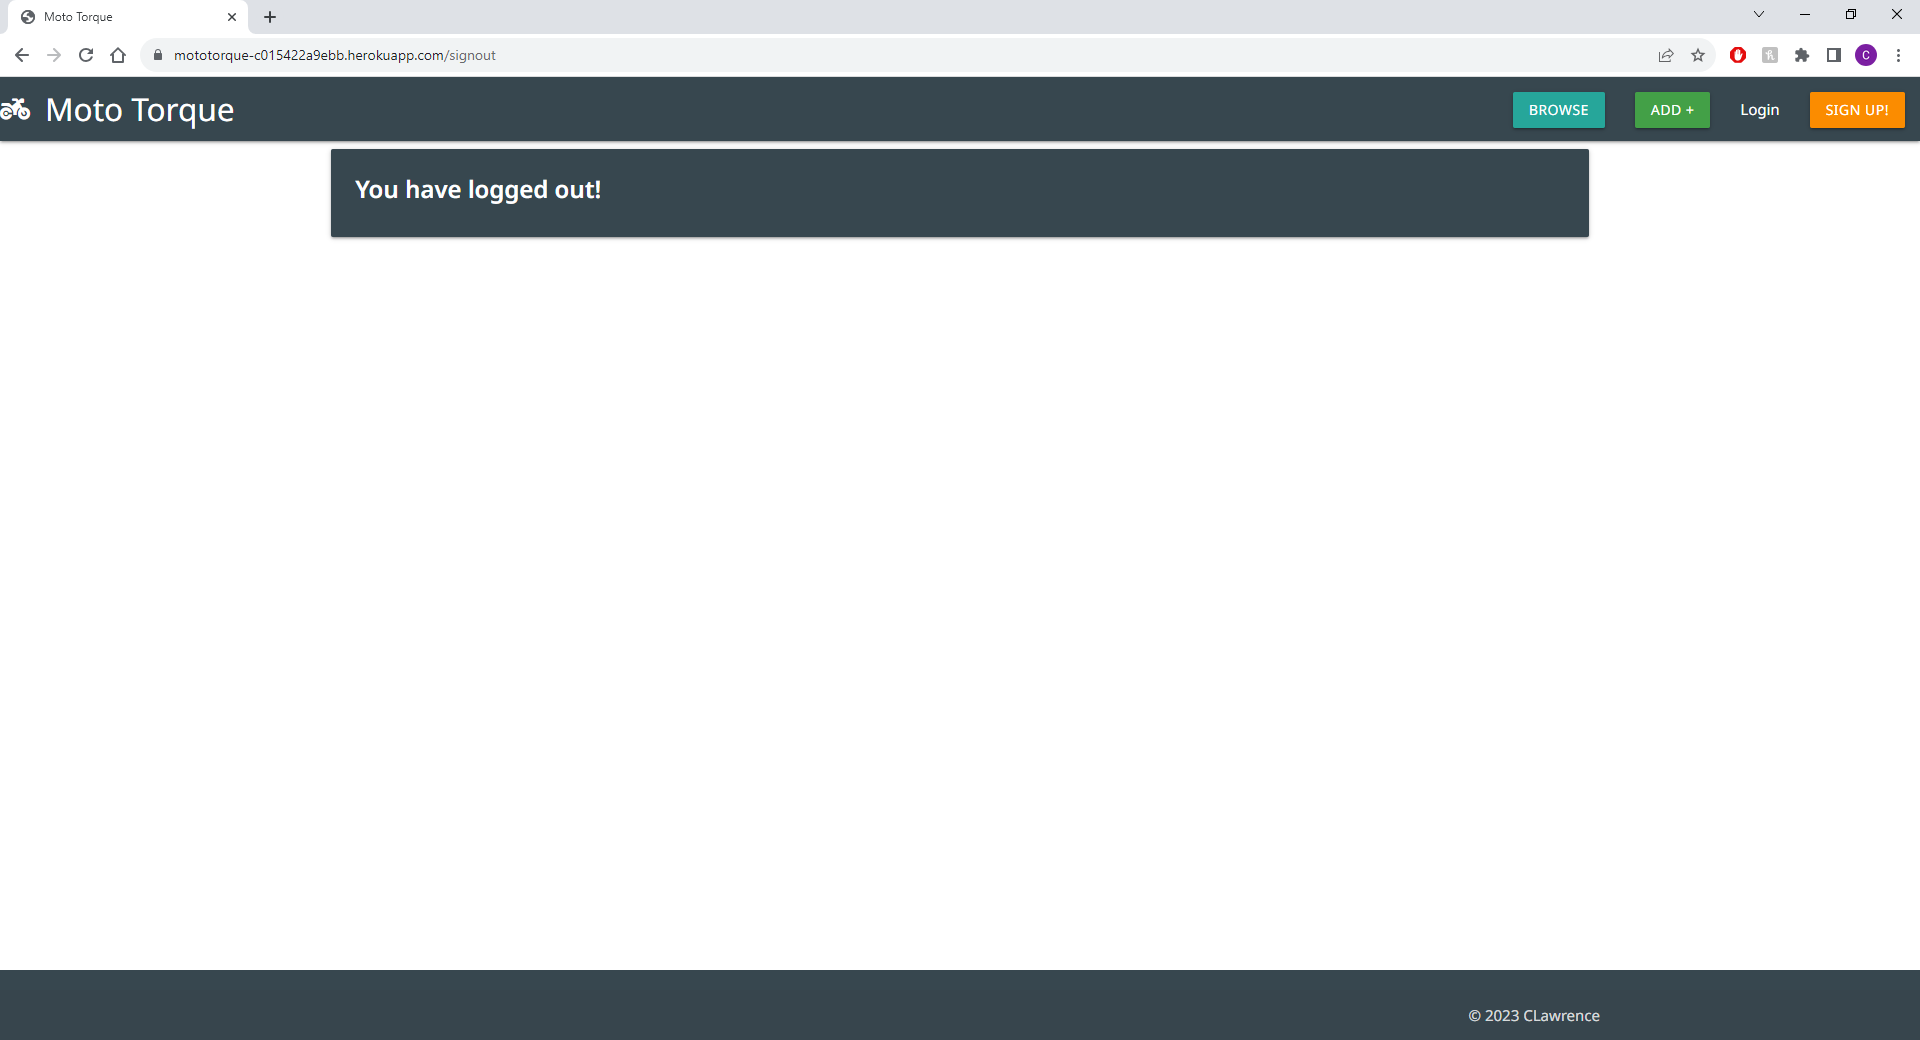 Moto Torque
mototorque-c015422a9ebb.herokuapp.com/signout
C
Moto Torque
BROWSE
ADD +
Login
SIGN UP!
You have logged out!
© 2023 CLawrence